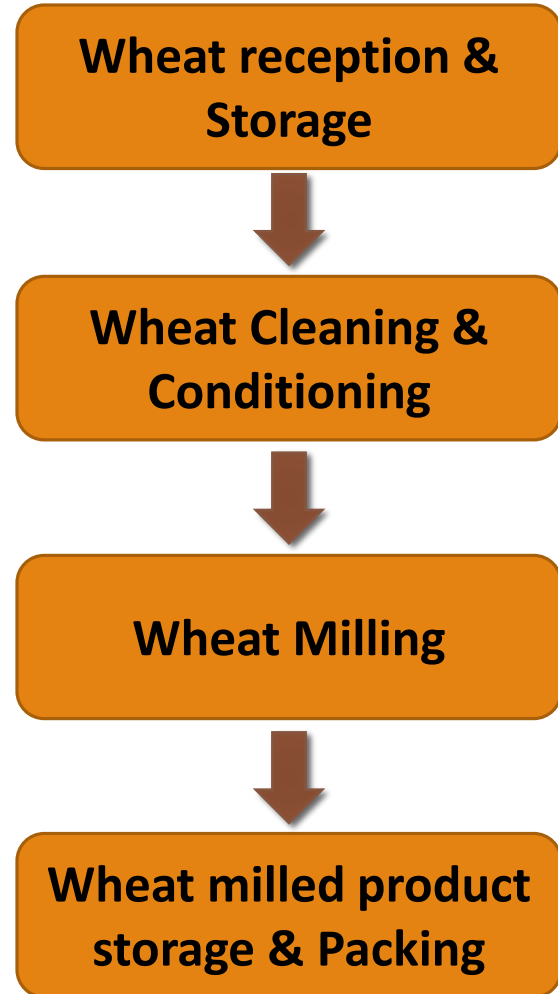 Wheat reception &
Storage
Wheat Cleaning &
Conditioning
Wheat Milling
Wheat milled product
storage & Packing